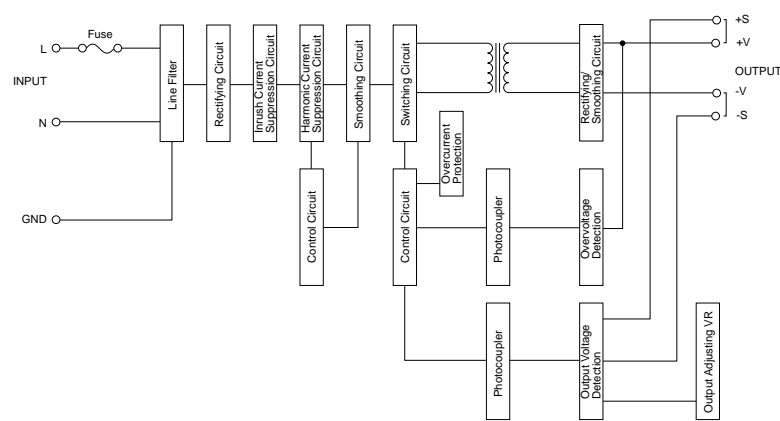 Fuse
L
INPUT
N
GND
Line Filter
Rectifying Circuit
Inrush Current
Suppression Circuit
Harmonic Current
Suppression Circuit
Smoothing Circuit
Switching Circuit
Rectifying/
Smoothing Circuit
+S
+V
OUTPUT
-V
-S
Control Circuit
Control Circuit
Overcurrent
Protection
Photocoupler
Overvoltage
Detection
Photocoupler
Output Voltage
Detection
Output Adjusting VR